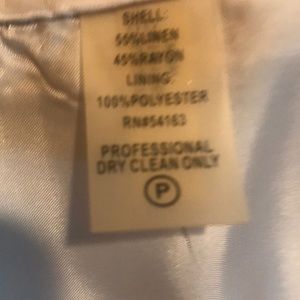 SHELL:
55%LINEN
45%RAYON
LINING:
100%POLYESTER
RN#54163
PROFESSIONAL
DRY CLEAN ONLY
P